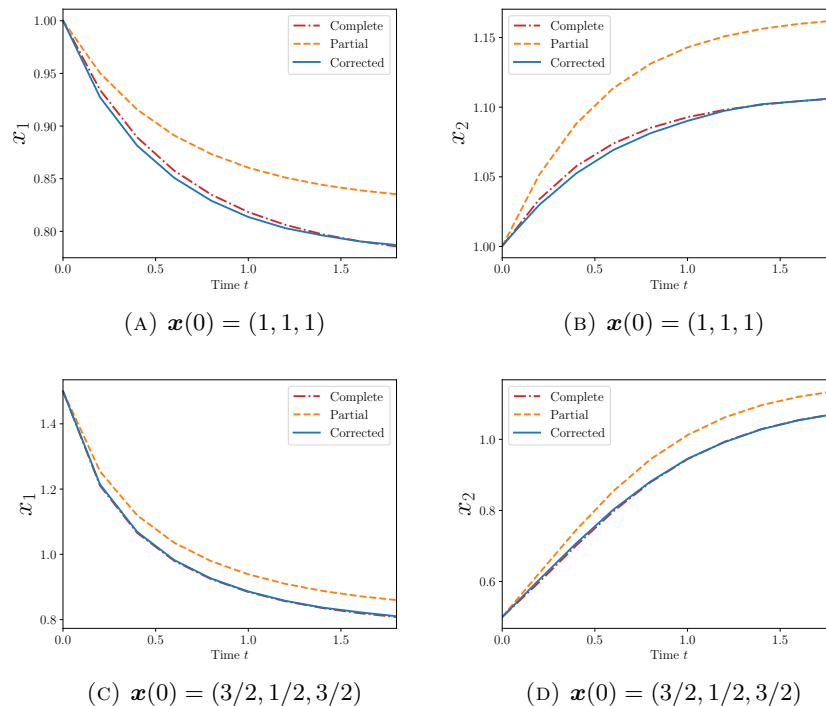 1.00
0.95
0.90
0.85
0.80
x₁
0.0
0.5
1.0
1.5
Time t
Complete
Partial
Corrected
(A) x(0) = (1, 1, 1)
1.15
1.10
1.05
1.00
x₂
0.0
0.5
1.0
1.5
Time t
Complete
Partial
Corrected
(B) x(0) = (1, 1, 1)
1.4
1.2
1.0
0.8
x₁
0.0
0.5
1.0
1.5
Time t
Complete
Partial
Corrected
(C) x(0) = (3/2, 1/2, 3/2)
1.0
0.8
0.6
x₂
0.0
0.5
1.0
1.5
Time t
Complete
Partial
Corrected
(D) x(0) = (3/2, 1/2, 3/2)